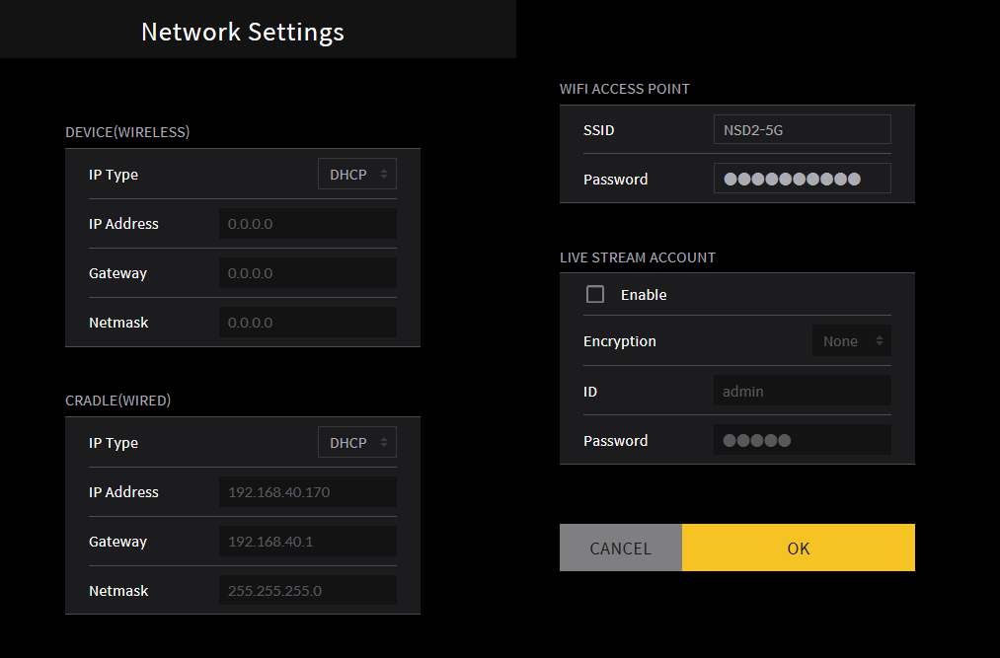 Network Settings
DEVICE(WIRELESS)
IP Type DHCP
IP Address 0.0.0.0
Gateway 0.0.0.0
Netmask 0.0.0.0
CRADLE(WIRED)
IP Type DHCP
IP Address 192.168.40.170
Gateway 192.168.40.1
Netmask 255.255.255.0
WIFI ACCESS POINT
SSID NSD2-5G
Password ●●●●●●●●●●
LIVE STREAM ACCOUNT
Enable
Encryption None
ID admin
Password ●●●●●
CANCEL OK